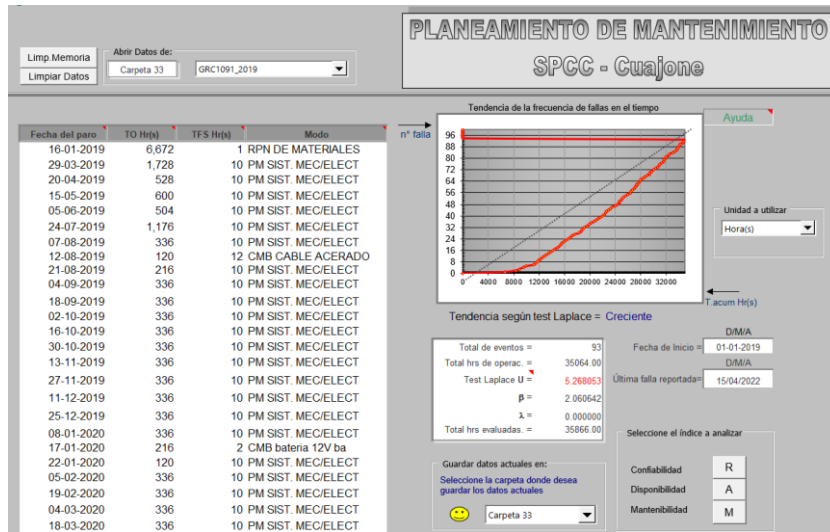 PLANEAMIENTO DE MANTENIMIENTO
SPCC - Cuajone
Limp.Memoria
Limpiar Datos
Abrir Datos de:
Carpeta 33
GRC1091_2019
Fecha del paro TO Hr(s) TFS Hr(s) Modo
16-01-2019 6,672 1 RPN DE MATERIALES
29-03-2019 1,728 10 PM SIST. MEC/ELECT
20-04-2019 528 10 PM SIST. MEC/ELECT
15-05-2019 600 10 PM SIST. MEC/ELECT
05-06-2019 504 10 PM SIST. MEC/ELECT
24-07-2019 1,176 10 PM SIST. MEC/ELECT
07-08-2019 336 10 PM SIST. MEC/ELECT
12-08-2019 120 12 CMB CABLE ACERADO
21-08-2019 216 10 PM SIST. MEC/ELECT
04-09-2019 336 10 PM SIST. MEC/ELECT
18-09-2019 336 10 PM SIST. MEC/ELECT
02-10-2019 336 10 PM SIST. MEC/ELECT
16-10-2019 336 10 PM SIST. MEC/ELECT
30-10-2019 336 10 PM SIST. MEC/ELECT
13-11-2019 336 10 PM SIST. MEC/ELECT
27-11-2019 336 10 PM SIST. MEC/ELECT
11-12-2019 336 10 PM SIST. MEC/ELECT
25-12-2019 336 10 PM SIST. MEC/ELECT
08-01-2020 336 10 PM SIST. MEC/ELECT
17-01-2020 216 2 CMB bateria 12V ba
22-01-2020 120 10 PM SIST. MEC/ELECT
05-02-2020 336 10 PM SIST. MEC/ELECT
19-02-2020 336 10 PM SIST. MEC/ELECT
04-03-2020 336 10 PM SIST. MEC/ELECT
18-03-2020 336 10 PM SIST. MEC/ELECT
Tendencia de la frecuencia de fallas en el tiempo
n° falla
96
88
80
72
64
56
48
40
32
24
16
8
0
0 4000 8000 12000 16000 20000 24000 28000 32000
T.acum Hr(s)
Ayuda
Unidad a utilizar
Hora(s)
Tendencia según test Laplace = Creciente
Total de eventos = 93
Total hrs de operac. = 35064.00
Test Laplace U = 5.268053
β = 2.060642
λ = 0.000000
Total hrs evaluadas. = 35866.00
D/M/A
Fecha de Inicio = 01-01-2019
D/M/A
Última falla reportada= 15/04/2022
Guardar datos actuales en:
Seleccione la carpeta donde desea
guardar los datos actuales
Carpeta 33
Seleccione el índice a analizar
Confiabilidad R
Disponibilidad A
Mantenibilidad M